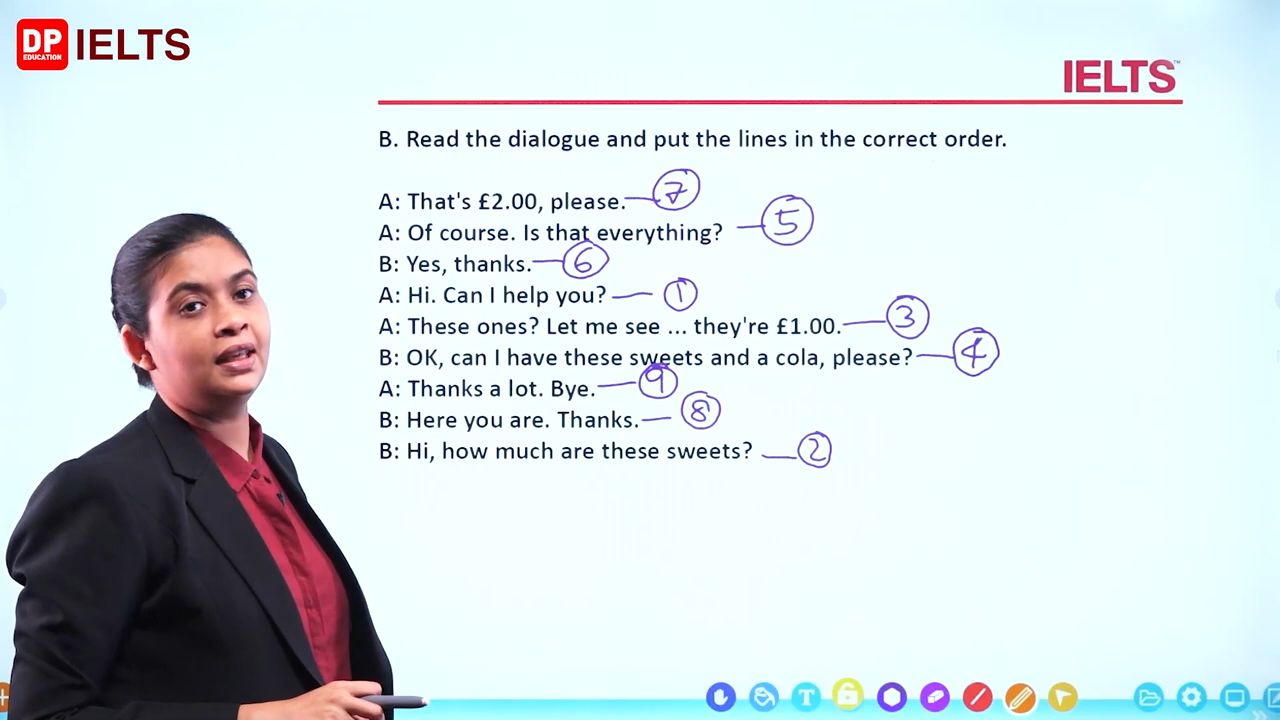 DP
EDUCATION
IELTS
IELTS™
B. Read the dialogue and put the lines in the correct order.
A: That's £2.00, please. 7
A: Of course. Is that everything? 5
B: Yes, thanks. 6
A: Hi. Can I help you? 1
A: These ones? Let me see ... they're £1.00. 3
B: OK, can I have these sweets and a cola, please? 4
A: Thanks a lot. Bye. 9
B: Here you are. Thanks. 8
B: Hi, how much are these sweets? 2
T